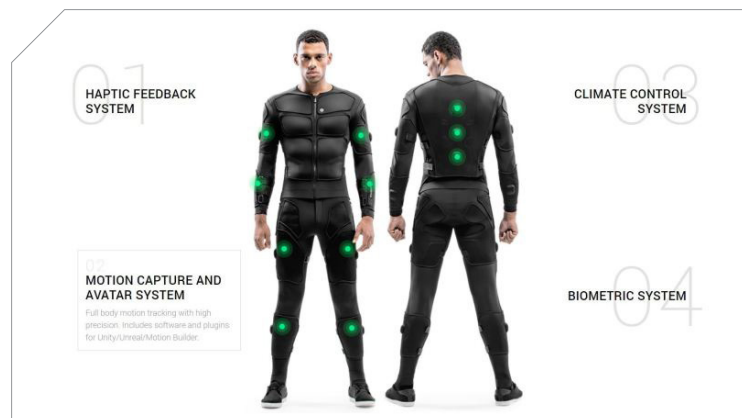 01
HAPTIC FEEDBACK
SYSTEM
02
MOTION CAPTURE AND
AVATAR SYSTEM
Full body motion tracking with high
precision. Includes software and plugins
for Unity/Unreal/Motion Builder.
03
CLIMATE CONTROL
SYSTEM
04
BIOMETRIC SYSTEM